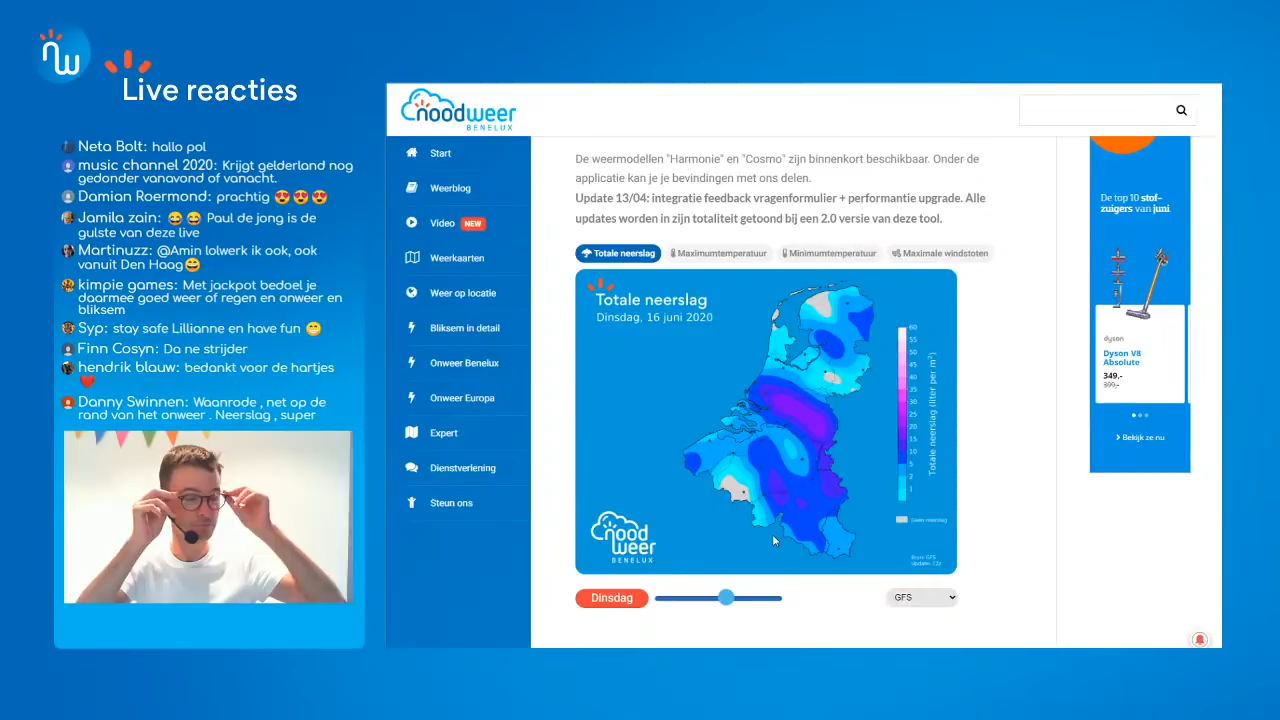 nw
Live reacties
Neta Bolt: hallo pol
music channel 2020: Krijgt gelderland nog
gedonder vanavond of vanacht.
Damian Roermond: prachtig 😍😍😍
Jamila zain: 😂😂 Paul de jong is de
gulste van deze live
Martinuzz: @Amin lolwerk ik ook, ook
vanuit Den Haag😄
kimpie games: Met jackpot bedoel je
daarmee goed weer of regen en onweer en
bliksem
Syp: stay safe Lillianne en have fun 😁
Finn Cosyn: Da ne strijder
hendrik blauw: bedankt voor de hartjes
❤️
Danny Swinnen: Waanrode , net op de
rand van het onweer . Neerslag , super
noodweer
BENELUX
Start
Weerblog
Video NEW
Weerkaarten
Weer op locatie
Bliksem in detail
Onweer Benelux
Onweer Europa
Expert
Dienstverlening
Steun ons
De weermodellen "Harmonie" en "Cosmo" zijn binnenkort beschikbaar. Onder de
applicatie kan je je bevindingen met ons delen.
Update 13/04: integratie feedback vragenformulier + performantie upgrade. Alle
updates worden in zijn totaliteit getoond bij een 2.0 versie van deze tool.
Totale neerslag Maximumtemperatuur Minimumtemperatuur Maximale windstoten
Totale neerslag
Dinsdag, 16 juni 2020
60
55
50
45
40
35
30
25
20
15
10
5
2
1
Totale neerslag (liter per m²)
Geen neerslag
Bron: GFS
Update: 12z
nood
weer
BENELUX
Dinsdag
GFS
De top 10 stof-
zuigers van juni
dyson
Dyson V8
Absolute
349,-
399,-
Bekijk ze nu